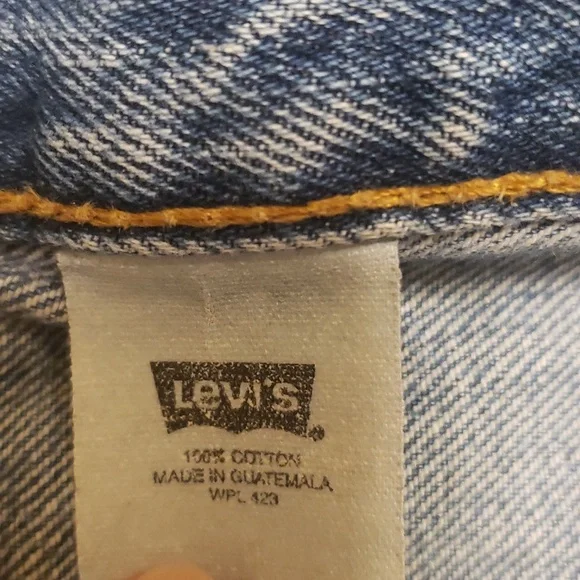 Levi's
100% COTTON
MADE IN GUATEMALA
WPL 423